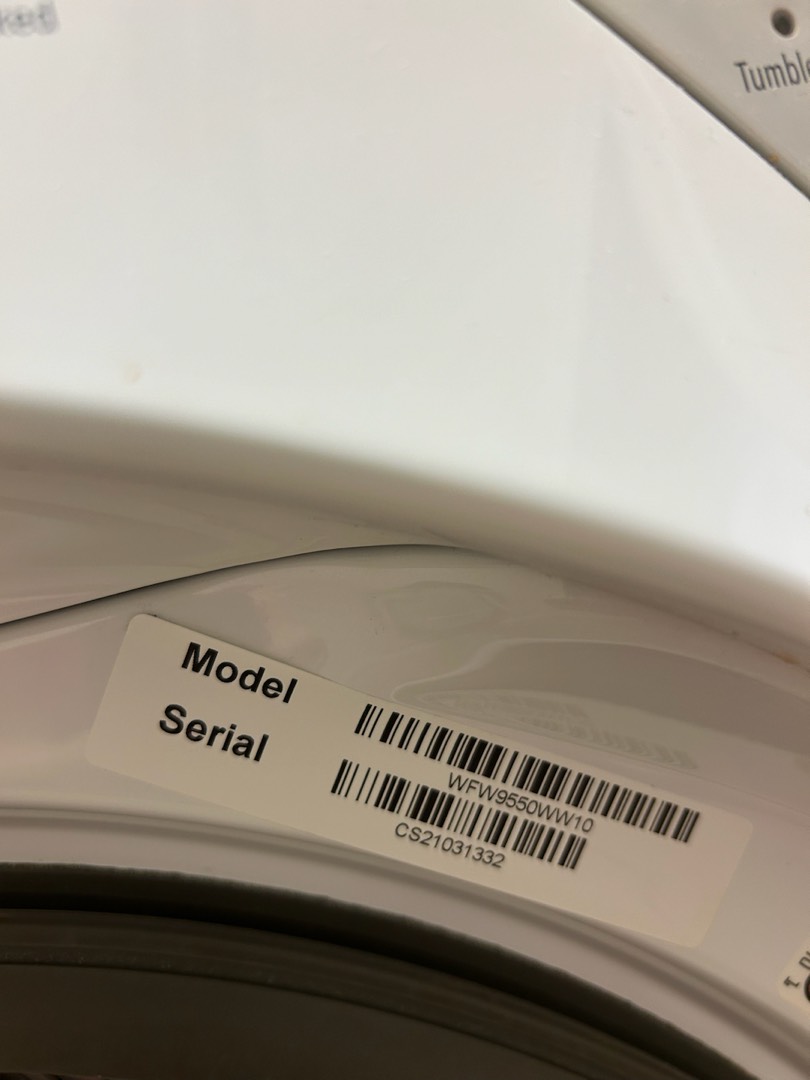 Tumble
Model
WFW9550WW10
Serial
CS21031332